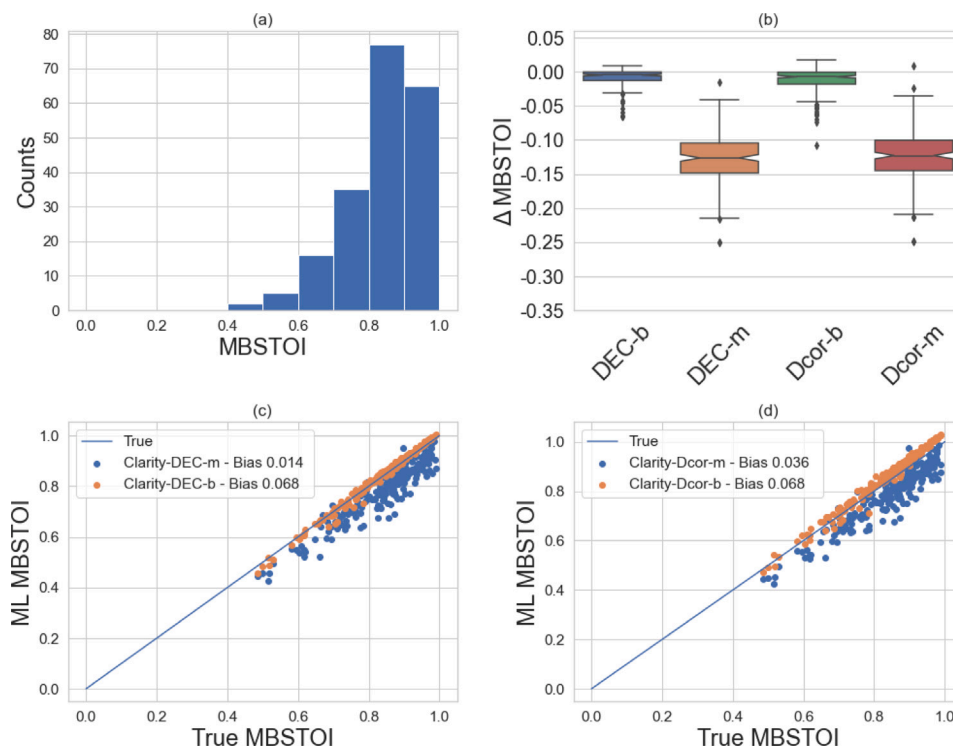 (a)
Counts
80
70
60
50
40
30
20
10
0
0.0 0.2 0.4 0.6 0.8 1.0
MBSTOI
(b)
Δ MBSTOI
0.05
0.00
-0.05
-0.10
-0.15
-0.20
-0.25
-0.30
-0.35
DEC-b DEC-m Dcor-b Dcor-m
(c)
True
Clarity-DEC-m - Bias 0.014
Clarity-DEC-b - Bias 0.068
ML MBSTOI
1.0
0.8
0.6
0.4
0.2
0.0
0.0 0.2 0.4 0.6 0.8 1.0
True MBSTOI
(d)
True
Clarity-Dcor-m - Bias 0.036
Clarity-Dcor-b - Bias 0.068
ML MBSTOI
1.0
0.8
0.6
0.4
0.2
0.0
0.0 0.2 0.4 0.6 0.8 1.0
True MBSTOI